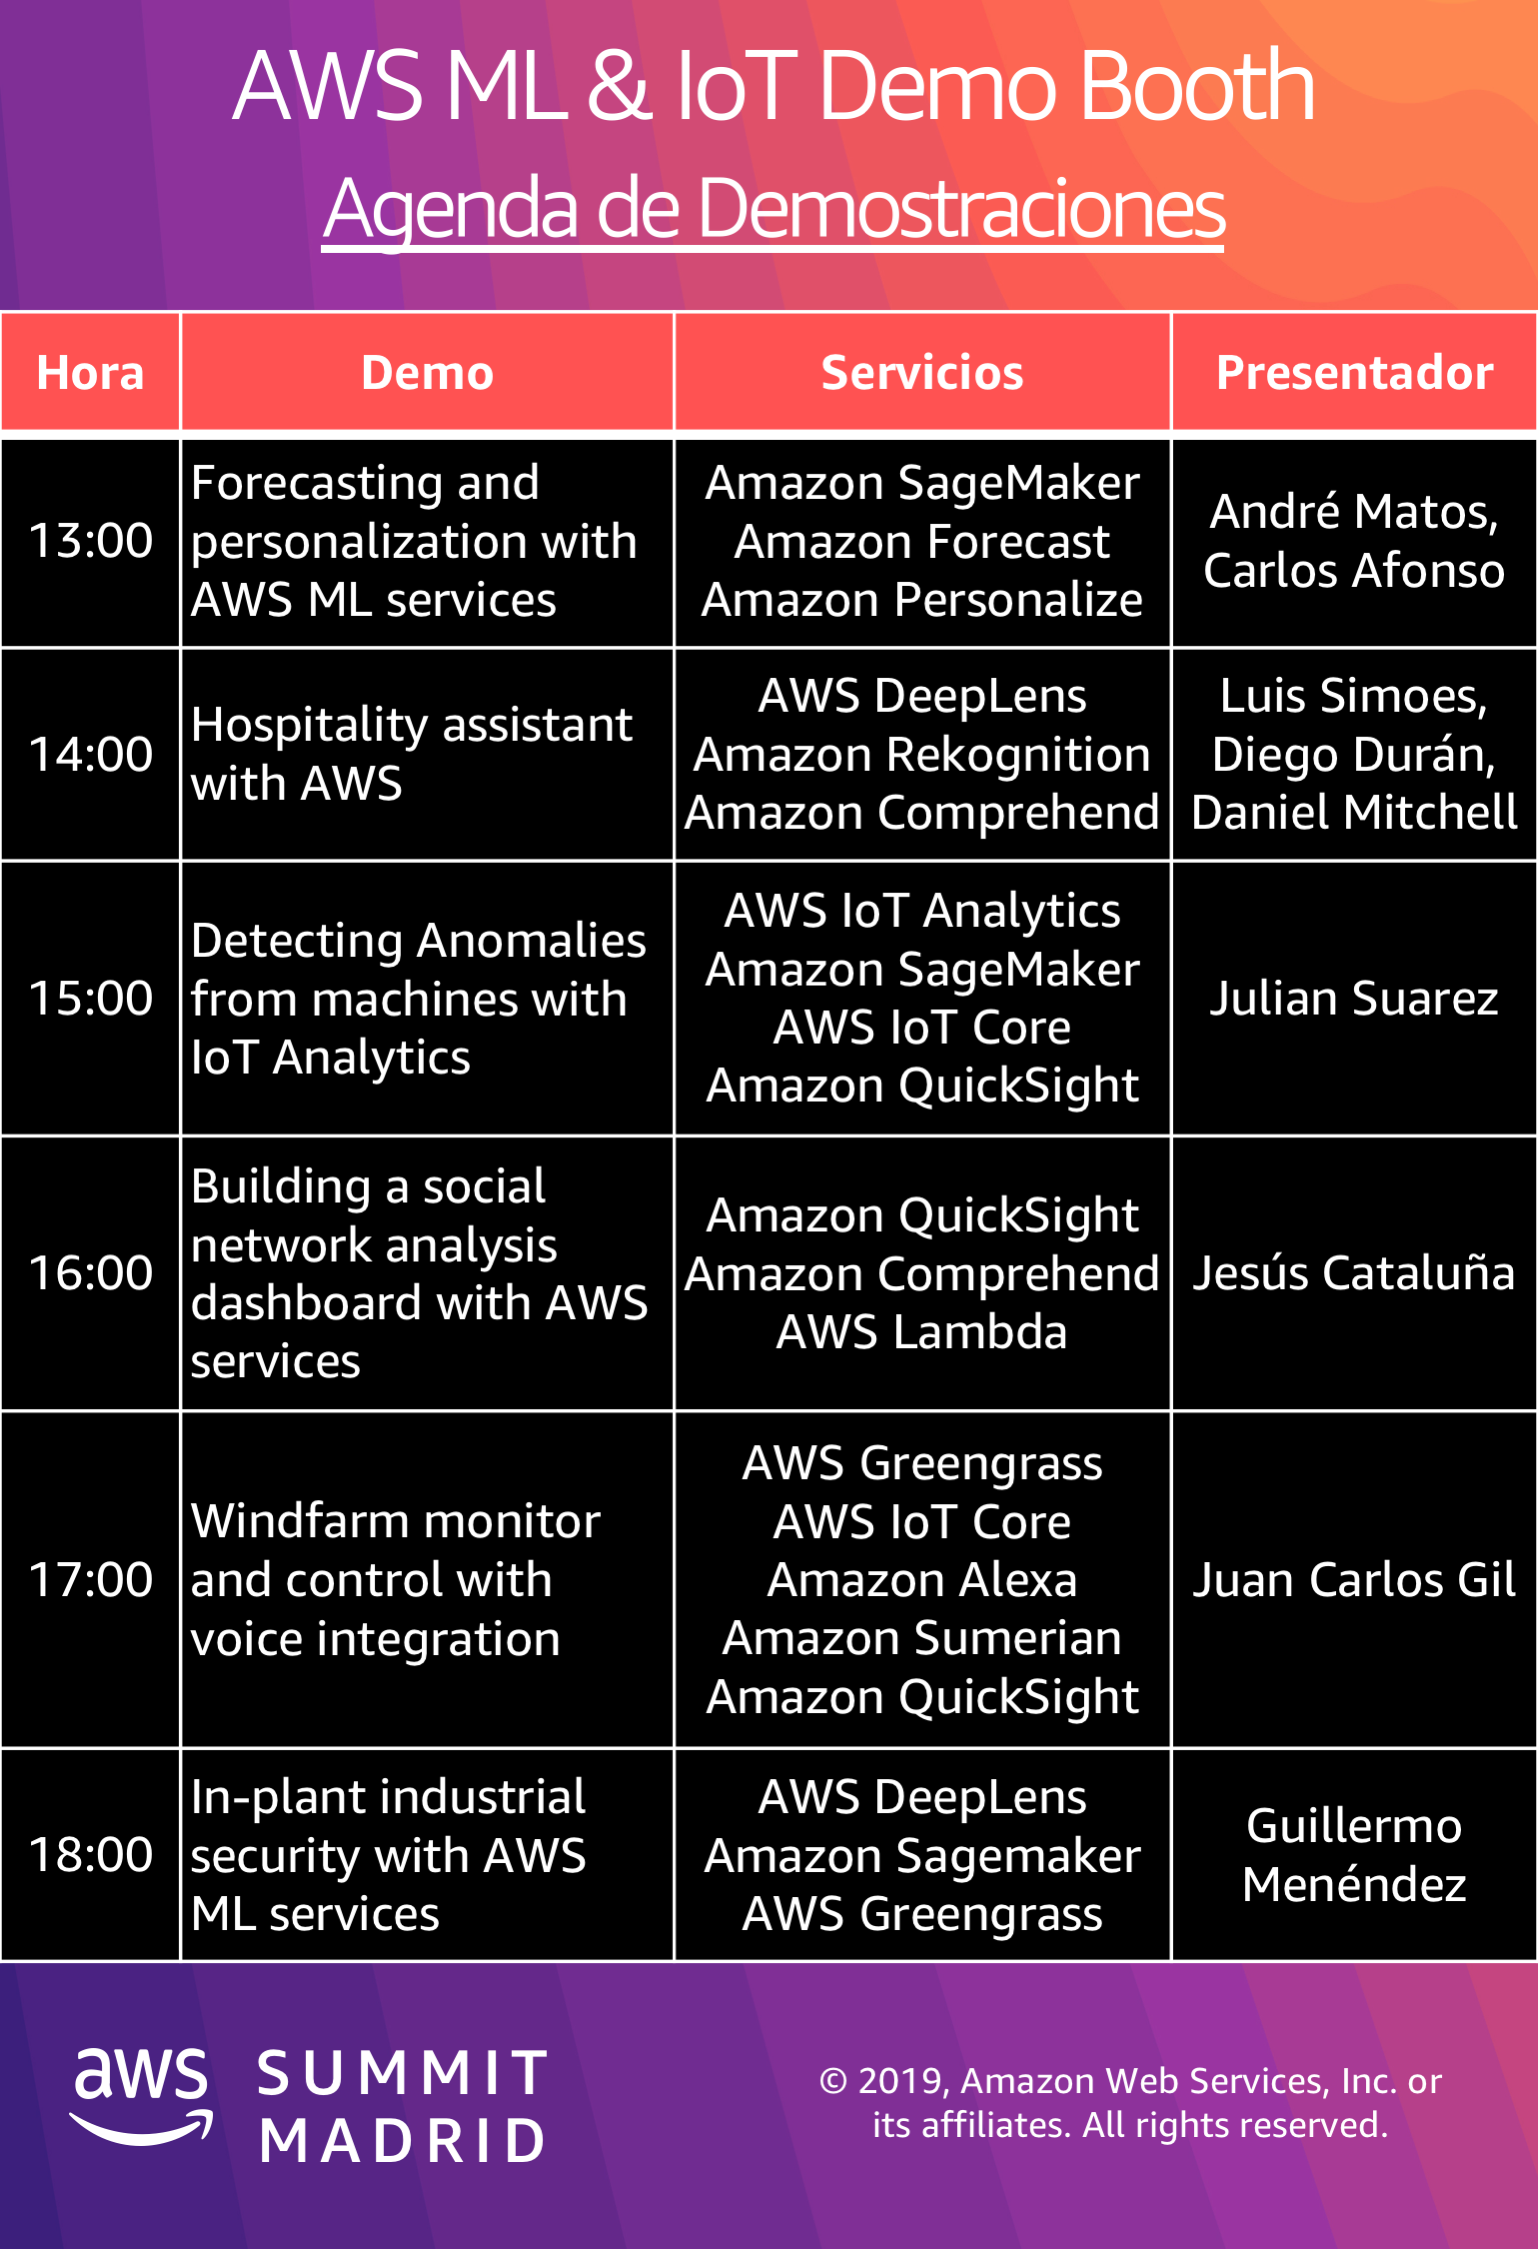 AWS ML & IoT Demo Booth
Agenda de Demostraciones
Hora Demo Servicios Presentador
13:00
Forecasting and
personalization with
AWS ML services
Amazon SageMaker
Amazon Forecast
Amazon Personalize
André Matos,
Carlos Afonso
14:00
Hospitality assistant
with AWS
AWS DeepLens
Amazon Rekognition
Amazon Comprehend
Luis Simoes,
Diego Durán,
Daniel Mitchell
15:00
Detecting Anomalies
from machines with
IoT Analytics
AWS IoT Analytics
Amazon SageMaker
AWS IoT Core
Amazon QuickSight
Julian Suarez
16:00
Building a social
network analysis
dashboard with AWS
services
Amazon QuickSight
Amazon Comprehend
AWS Lambda
Jesús Cataluña
17:00
Windfarm monitor
and control with
voice integration
AWS Greengrass
AWS IoT Core
Amazon Alexa
Amazon Sumerian
Amazon QuickSight
Juan Carlos Gil
18:00
In-plant industrial
security with AWS
ML services
AWS DeepLens
Amazon Sagemaker
AWS Greengrass
Guillermo
Menéndez
aws SUMMIT
MADRID
© 2019, Amazon Web Services, Inc. or
its affiliates. All rights reserved.